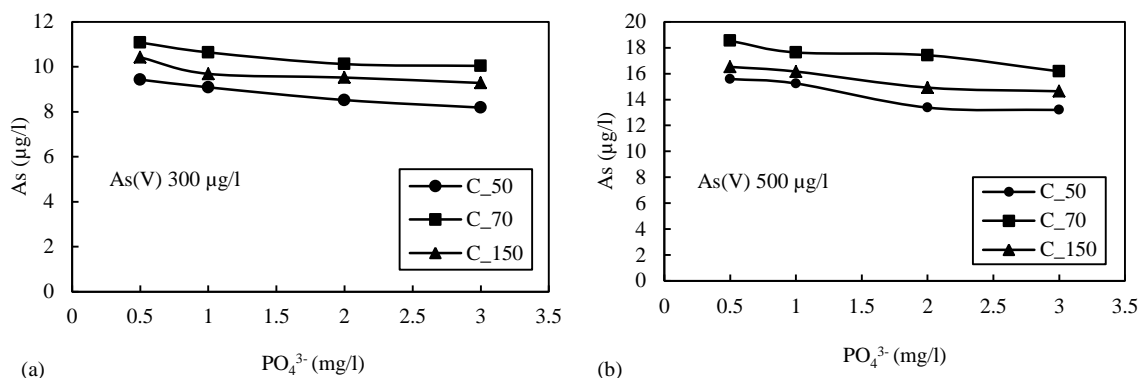 12
10
8
6
4
2
0
As (µg/l)
As(V) 300 µg/l
C_50
C_70
C_150
0 0.5 1 1.5 2 2.5 3 3.5
PO₄³⁻ (mg/l)
(a)
20
18
16
14
12
10
8
6
4
2
0
As (µg/l)
As(V) 500 µg/l
C_50
C_70
C_150
0 0.5 1 1.5 2 2.5 3 3.5
PO₄³⁻ (mg/l)
(b)